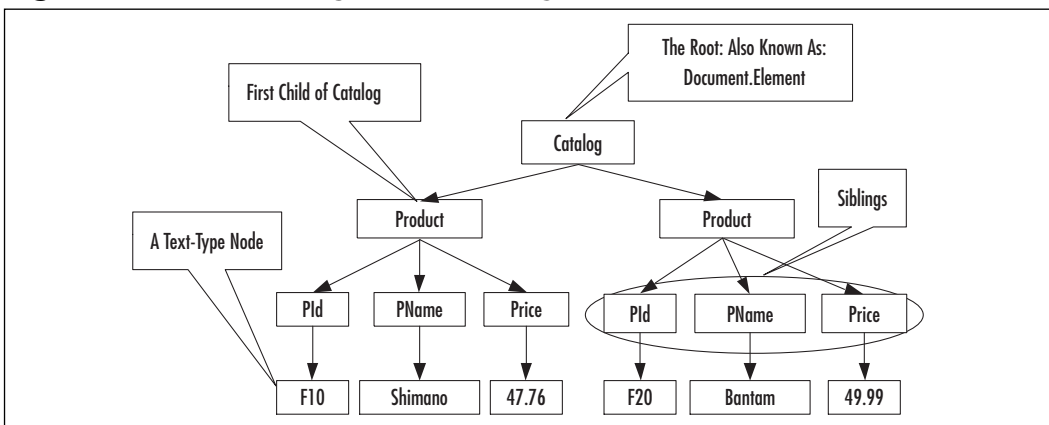 The Root: Also Known As:
Document.Element
First Child of Catalog
Catalog
Siblings
Product
Product
A Text-Type Node
PId
PName
Price
PId
PName
Price
F10
Shimano
47.76
F20
Bantam
49.99